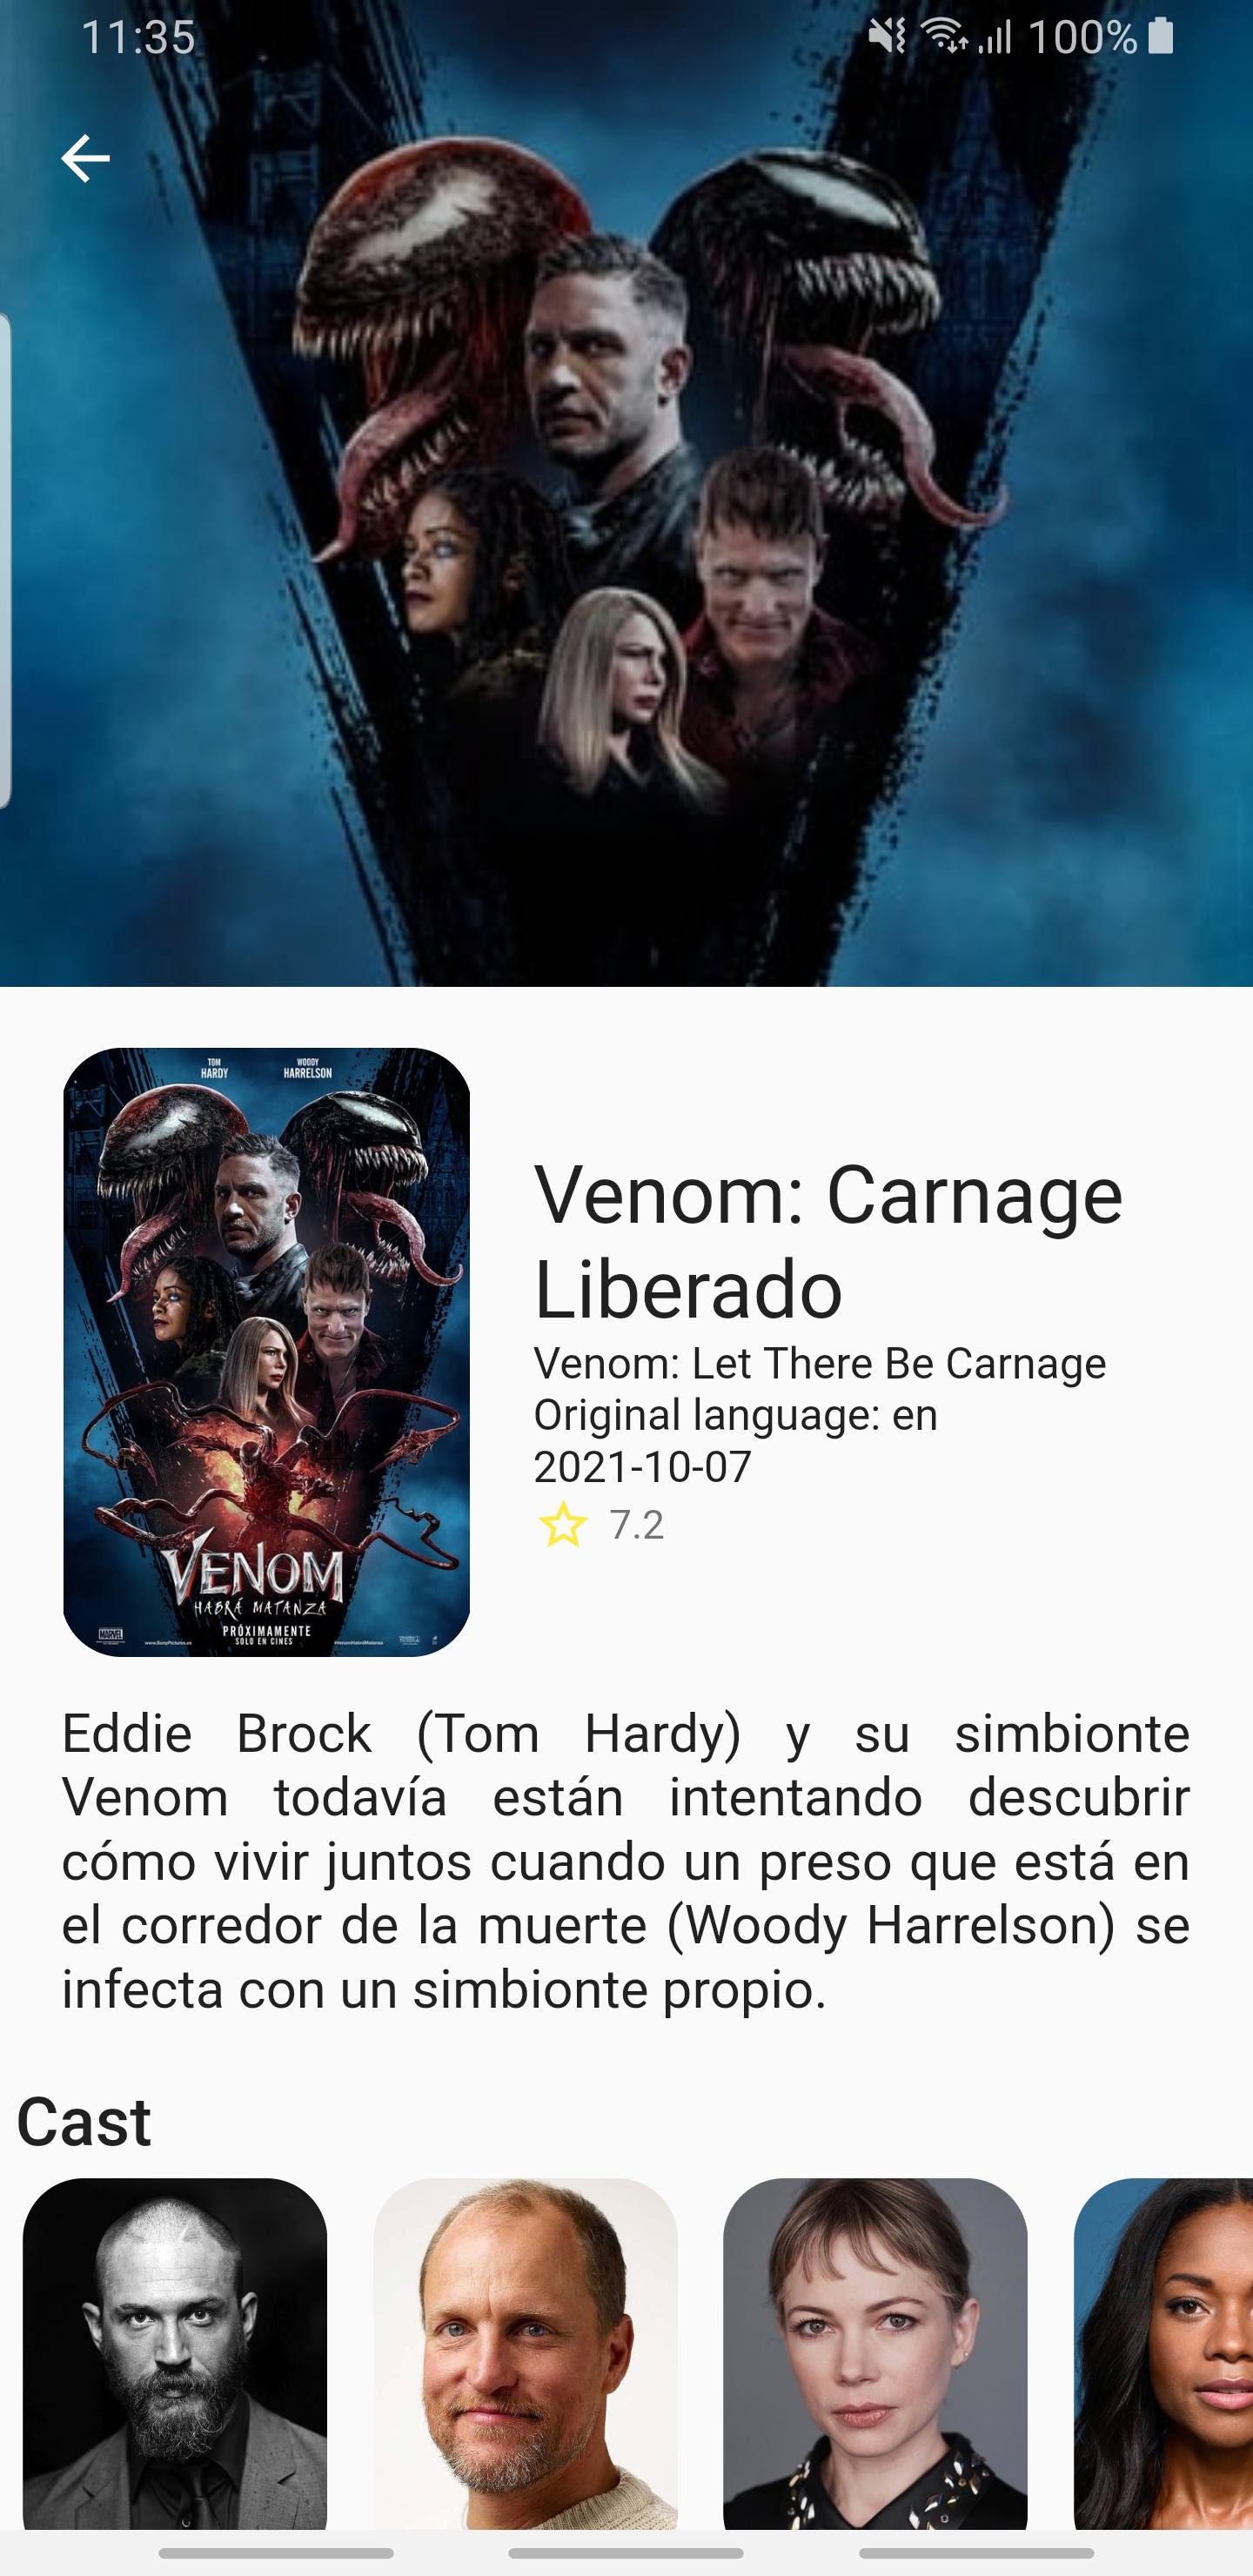 11:35
100%
TOM HARDY
WOODY HARRELSON
VENOM
HABRÁ MATANZA
PRÓXIMAMENTE
SOLO EN CINES
MARVEL
Venom: Carnage
Liberado
Venom: Let There Be Carnage
Original language: en
2021-10-07
7.2
Eddie Brock (Tom Hardy) y su simbionte
Venom todavía están intentando descubrir
cómo vivir juntos cuando un preso que está en
el corredor de la muerte (Woody Harrelson) se
infecta con un simbionte propio.
Cast